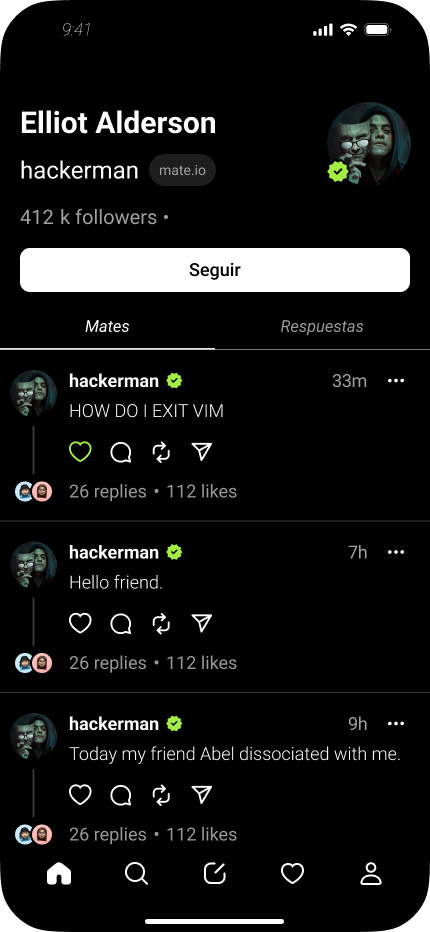 9:41
Elliot Alderson
hackerman mate.io
412 k followers •
Seguir
Mates Respuestas
hackerman 33m
HOW DO I EXIT VIM
26 replies • 112 likes
hackerman 7h
Hello friend.
26 replies • 112 likes
hackerman 9h
Today my friend Abel dissociated with me.
26 replies • 112 likes